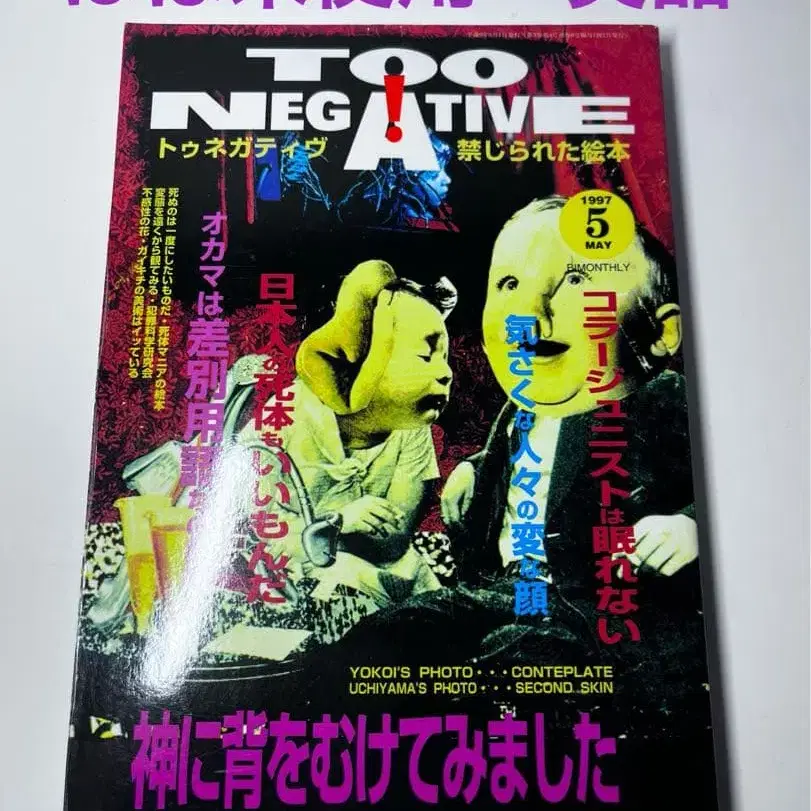 TOO
NEG!ATIVE
トゥネガティヴ
禁じられた絵本
1997
5
MAY
BIMONTHLY
死ぬのは一度にしたいものだ・死体マニアの絵本
変態を遠くから観てみる・犯罪科学研究会
不感性の花・ガイキチの美術はイッている
オカマは差別用語
日本人の死体もいいもんだ
コラージュニストは眠れない
気さくな人々の変な顔
YOKOI'S PHOTO・・・CONTEPLATE
UCHIYAMA'S PHOTO・・・SECOND SKIN
神に背をむけてみました